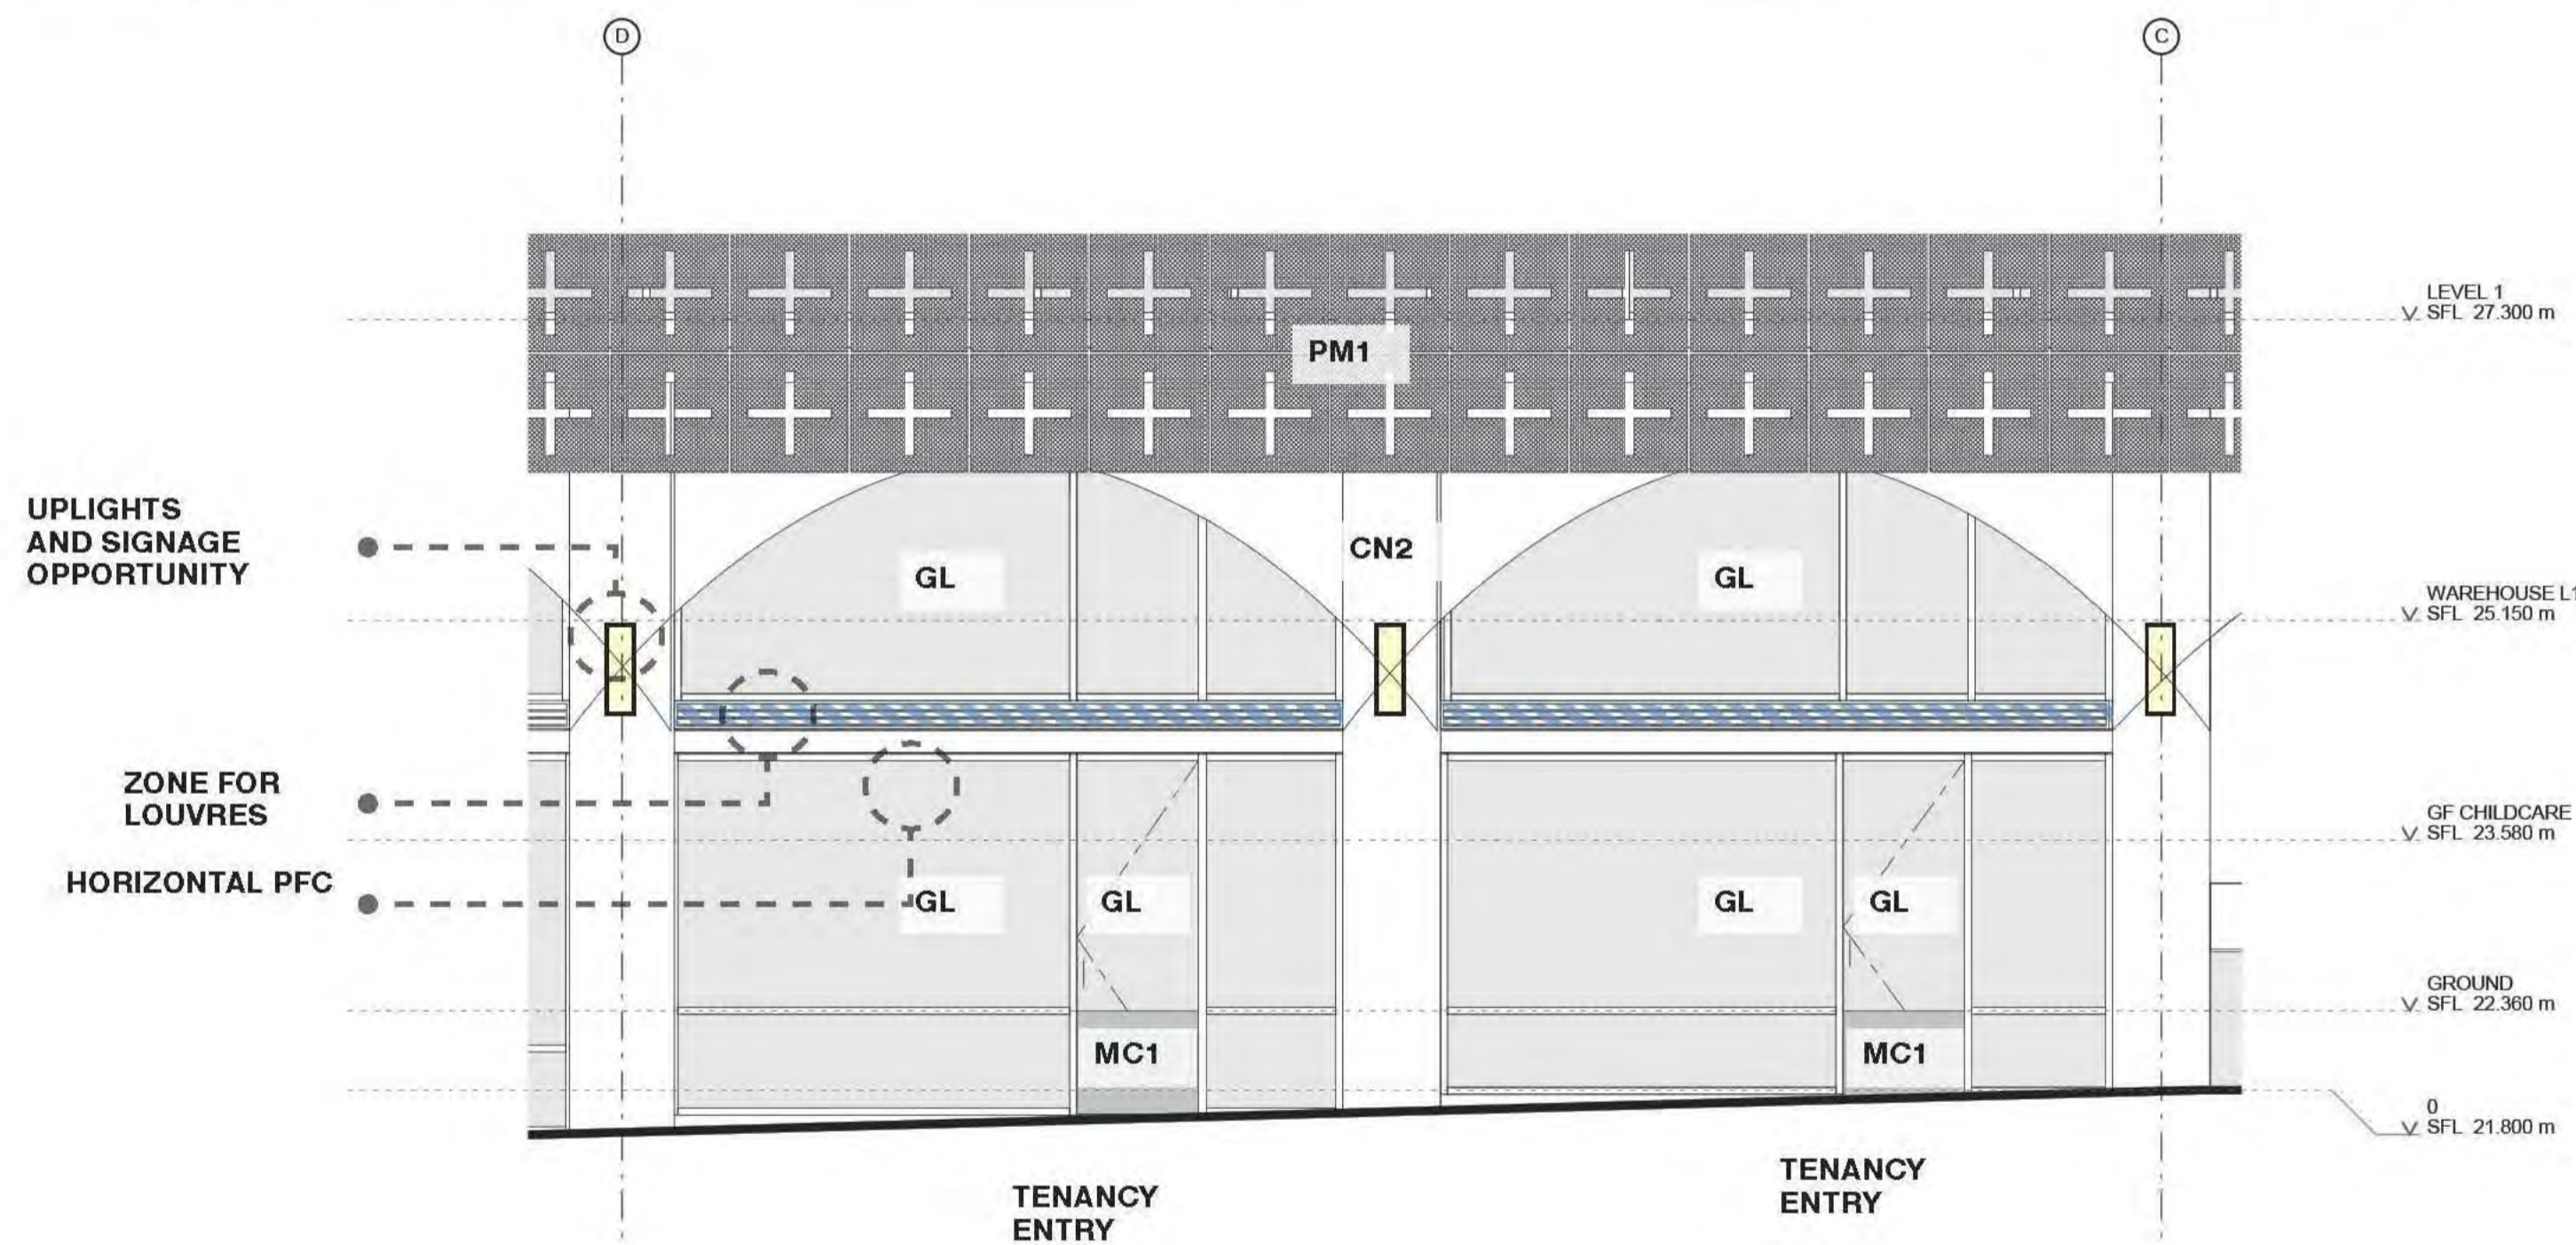 D
C
LEVEL 1
SFL 27.300 m
PM1
UPLIGHTS
AND SIGNAGE
OPPORTUNITY
CN2
GL
GL
WAREHOUSE L1
SFL 25.150 m
ZONE FOR
LOUVRES
GF CHILDCARE
SFL 23.580 m
HORIZONTAL PFC
GL
GL
GL
GL
GROUND
SFL 22.360 m
MC1
MC1
0
SFL 21.800 m
TENANCY
ENTRY
TENANCY
ENTRY